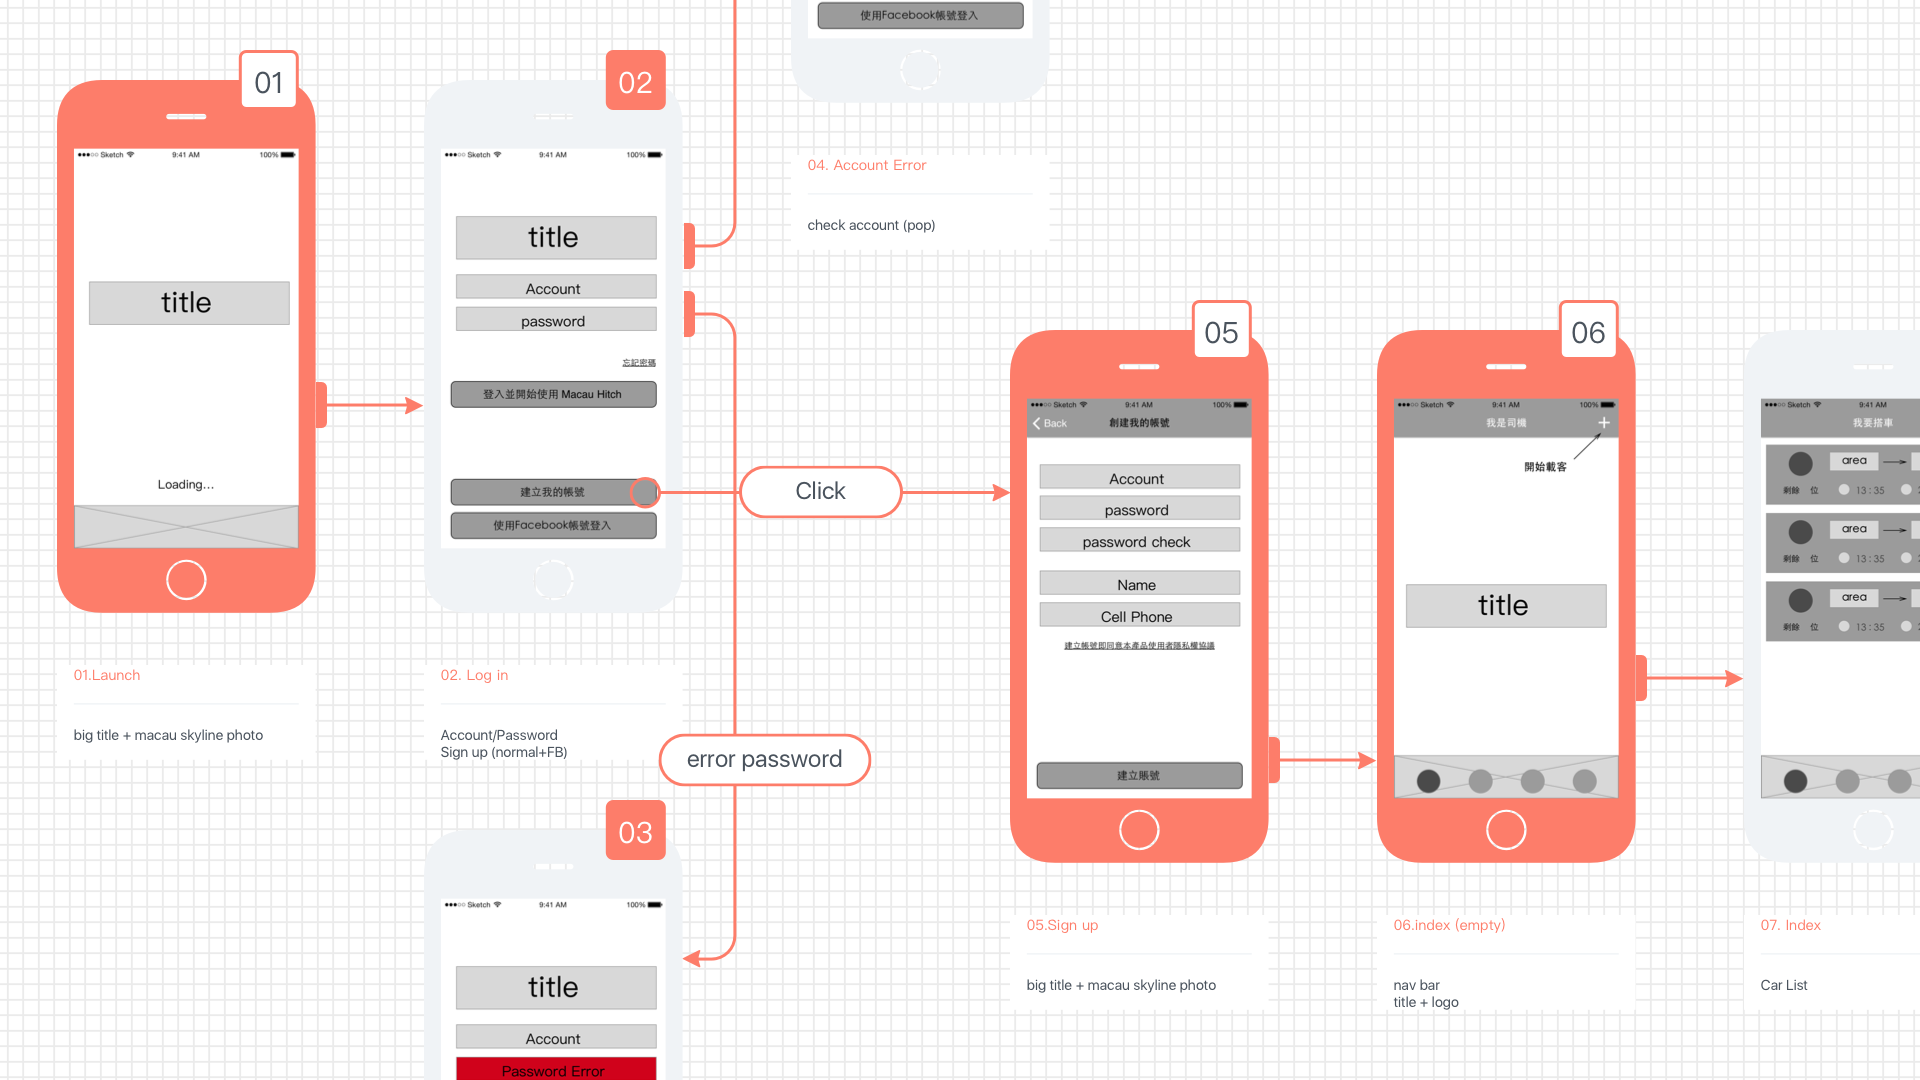 使用Facebook帳號登入
01
Sketch 9:41 AM 100%
title
Loading...
01.Launch
big title + macau skyline photo
02
Sketch 9:41 AM 100%
title
Account
password
忘記密碼
登入並開始使用 Macau Hitch
建立我的帳號
使用Facebook帳號登入
02. Log in
Account/Password
Sign up (normal+FB)
Click
error password
03
Sketch 9:41 AM 100%
title
Account
Password Error
04. Account Error
check account (pop)
05
Sketch 9:41 AM 100%
Back 創建我的帳號
Account
password
password check
Name
Cell Phone
建立帳號即同意本產品使用者隱私權協議
建立賬號
05.Sign up
big title + macau skyline photo
06
Sketch 9:41 AM 100%
我是司機
開始載客
title
06.index (empty)
nav bar
title + logo
Sketch 9:41 AM
我要搭車
area
剩餘 位 13:35
area
剩餘 位 13:35
area
剩餘 位 13:35
07. Index
Car List